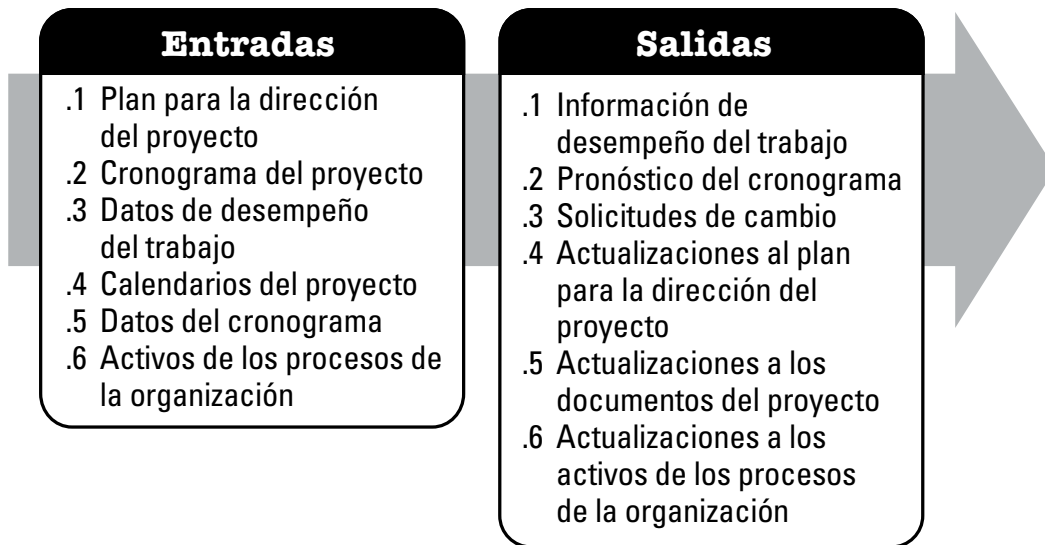 Entradas
.1 Plan para la dirección
del proyecto
.2 Cronograma del proyecto
.3 Datos de desempeño
del trabajo
.4 Calendarios del proyecto
.5 Datos del cronograma
.6 Activos de los procesos de
la organización
Salidas
.1 Información de
desempeño del trabajo
.2 Pronóstico del cronograma
.3 Solicitudes de cambio
.4 Actualizaciones al plan
para la dirección del
proyecto
.5 Actualizaciones a los
documentos del proyecto
.6 Actualizaciones a los
activos de los procesos
de la organización